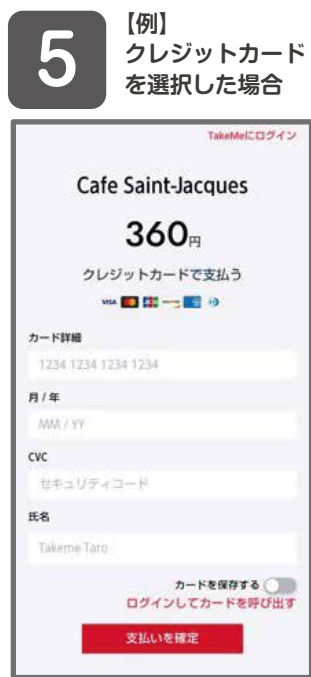 5
【例】
クレジットカード
を選択した場合
TakeMeにログイン
Cafe Saint-Jacques
360円
クレジットカードで支払う
VISA
JCB
カード詳細
1234 1234 1234 1234
月 / 年
MM / YY
CVC
セキュリティコード
氏名
Takeme Taro
カードを保存する
ログインしてカードを呼び出す
支払いを確定